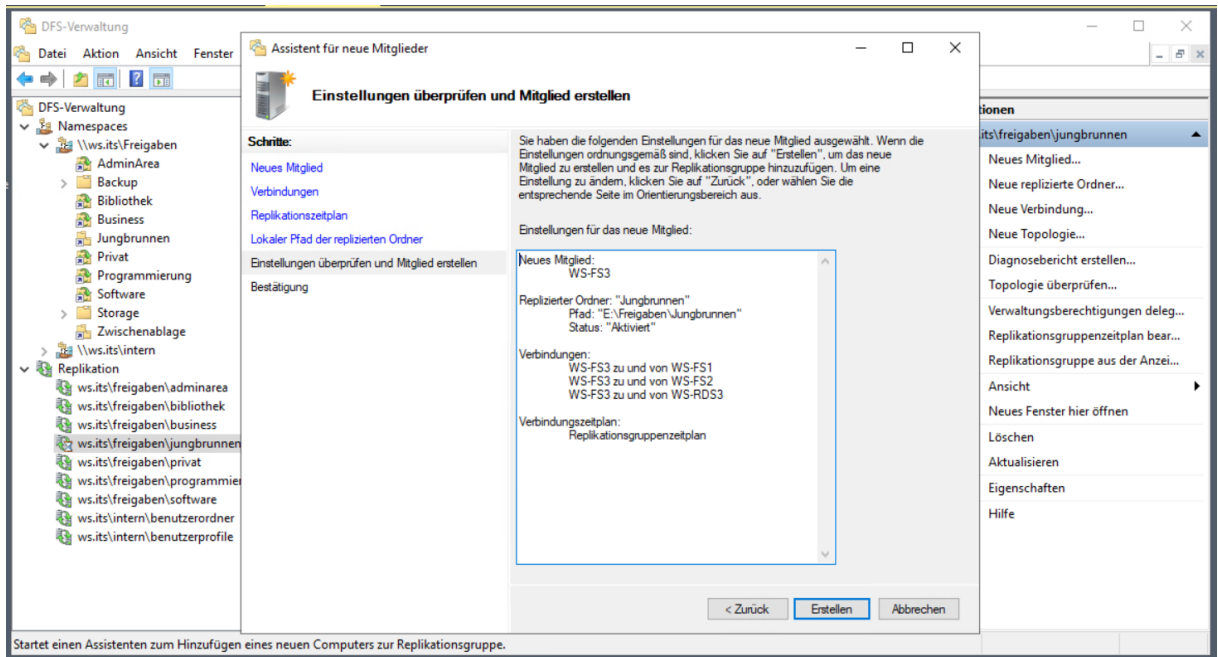 DFS-Verwaltung
Datei Aktion Ansicht Fenster
DFS-Verwaltung
Namespaces
\\ws.its\Freigaben
AdminArea
Backup
Bibliothek
Business
Jungbrunnen
Privat
Programmierung
Software
Storage
Zwischenablage
\\ws.its\intern
Replikation
ws.its\freigaben\adminarea
ws.its\freigaben\bibliothek
ws.its\freigaben\business
ws.its\freigaben\jungbrunnen
ws.its\freigaben\privat
ws.its\freigaben\programmier
ws.its\freigaben\software
ws.its\intern\benutzerordner
ws.its\intern\benutzerprofile
Assistent für neue Mitglieder
Einstellungen überprüfen und Mitglied erstellen
Schritte:
Neues Mitglied
Verbindungen
Replikationszeitplan
Lokaler Pfad der replizierten Ordner
Einstellungen überprüfen und Mitglied erstellen
Bestätigung
Sie haben die folgenden Einstellungen für das neue Mitglied ausgewählt. Wenn die
Einstellungen ordnungsgemäß sind, klicken Sie auf "Erstellen", um das neue
Mitglied zu erstellen und es zur Replikationsgruppe hinzuzufügen. Um eine
Einstellung zu ändern, klicken Sie auf "Zurück", oder wählen Sie die
entsprechende Seite im Orientierungsbereich aus.
Einstellungen für das neue Mitglied:
Neues Mitglied:
WS-FS3
Replizierter Ordner: "Jungbrunnen"
Pfad: "E:\Freigaben\Jungbrunnen"
Status: "Aktiviert"
Verbindungen:
WS-FS3 zu und von WS-FS1
WS-FS3 zu und von WS-FS2
WS-FS3 zu und von WS-RDS3
Verbindungszeitplan:
Replikationsgruppenzeitplan
< Zurück Erstellen Abbrechen
tionen
.its\freigaben\jungbrunnen
Neues Mitglied...
Neue replizierte Ordner...
Neue Verbindung...
Neue Topologie...
Diagnosebericht erstellen...
Topologie überprüfen...
Verwaltungsberechtigungen deleg...
Replikationsgruppenzeitplan bear...
Replikationsgruppe aus der Anzei...
Ansicht
Neues Fenster hier öffnen
Löschen
Aktualisieren
Eigenschaften
Hilfe
Startet einen Assistenten zum Hinzufügen eines neuen Computers zur Replikationsgruppe.